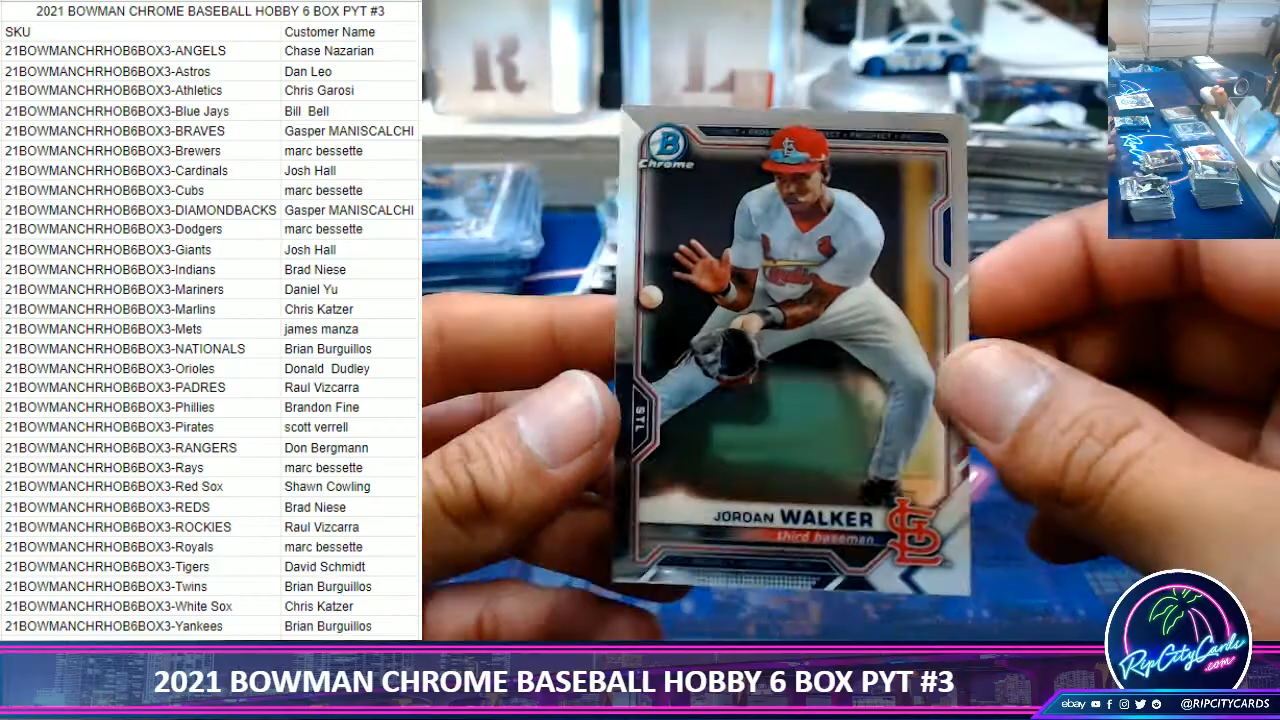 2021 BOWMAN CHROME BASEBALL HOBBY 6 BOX PYT #3
SKU Customer Name
21BOWMANCHRHOB6BOX3-ANGELS Chase Nazarian
21BOWMANCHRHOB6BOX3-Astros Dan Leo
21BOWMANCHRHOB6BOX3-Athletics Chris Garosi
21BOWMANCHRHOB6BOX3-Blue Jays Bill Bell
21BOWMANCHRHOB6BOX3-BRAVES Gasper MANISCALCHI
21BOWMANCHRHOB6BOX3-Brewers marc bessette
21BOWMANCHRHOB6BOX3-Cardinals Josh Hall
21BOWMANCHRHOB6BOX3-Cubs marc bessette
21BOWMANCHRHOB6BOX3-DIAMONDBACKS Gasper MANISCALCHI
21BOWMANCHRHOB6BOX3-Dodgers marc bessette
21BOWMANCHRHOB6BOX3-Giants Josh Hall
21BOWMANCHRHOB6BOX3-Indians Brad Niese
21BOWMANCHRHOB6BOX3-Mariners Daniel Yu
21BOWMANCHRHOB6BOX3-Marlins Chris Katzer
21BOWMANCHRHOB6BOX3-Mets james manza
21BOWMANCHRHOB6BOX3-NATIONALS Brian Burguillos
21BOWMANCHRHOB6BOX3-Orioles Donald Dudley
21BOWMANCHRHOB6BOX3-PADRES Raul Vizcarra
21BOWMANCHRHOB6BOX3-Phillies Brandon Fine
21BOWMANCHRHOB6BOX3-Pirates scott verrell
21BOWMANCHRHOB6BOX3-RANGERS Don Bergmann
21BOWMANCHRHOB6BOX3-Rays marc bessette
21BOWMANCHRHOB6BOX3-Red Sox Shawn Cowling
21BOWMANCHRHOB6BOX3-REDS Brad Niese
21BOWMANCHRHOB6BOX3-ROCKIES Raul Vizcarra
21BOWMANCHRHOB6BOX3-Royals marc bessette
21BOWMANCHRHOB6BOX3-Tigers David Schmidt
21BOWMANCHRHOB6BOX3-Twins Brian Burguillos
21BOWMANCHRHOB6BOX3-White Sox Chris Katzer
21BOWMANCHRHOB6BOX3-Yankees Brian Burguillos
R L
B
Chrome
PROSPECT
STL
JORDAN WALKER
third baseman
STL
RipCityCards
.com
2021 BOWMAN CHROME BASEBALL HOBBY 6 BOX PYT #3
ebay @RIPCITYCARDS